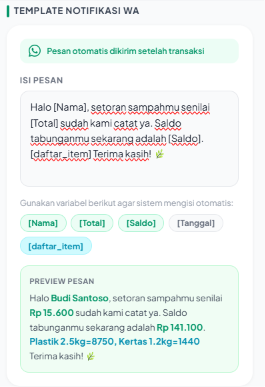 TEMPLATE NOTIFIKASI WA
Pesan otomatis dikirim setelah transaksi
ISI PESAN
Halo [Nama], setoran sampahmu senilai
[Total] sudah kami catat ya. Saldo
tabunganmu sekarang adalah [Saldo].
[daftar_item] Terima kasih! 🌿
Gunakan variabel berikut agar sistem mengisi otomatis:
[Nama] [Total] [Saldo] [Tanggal]
[daftar_item]
PREVIEW PESAN
Halo Budi Santoso, setoran sampahmu senilai
Rp 15.600 sudah kami catat ya. Saldo
tabunganmu sekarang adalah Rp 141.100.
Plastik 2.5kg=8750, Kertas 1.2kg=1440
Terima kasih! 🌿